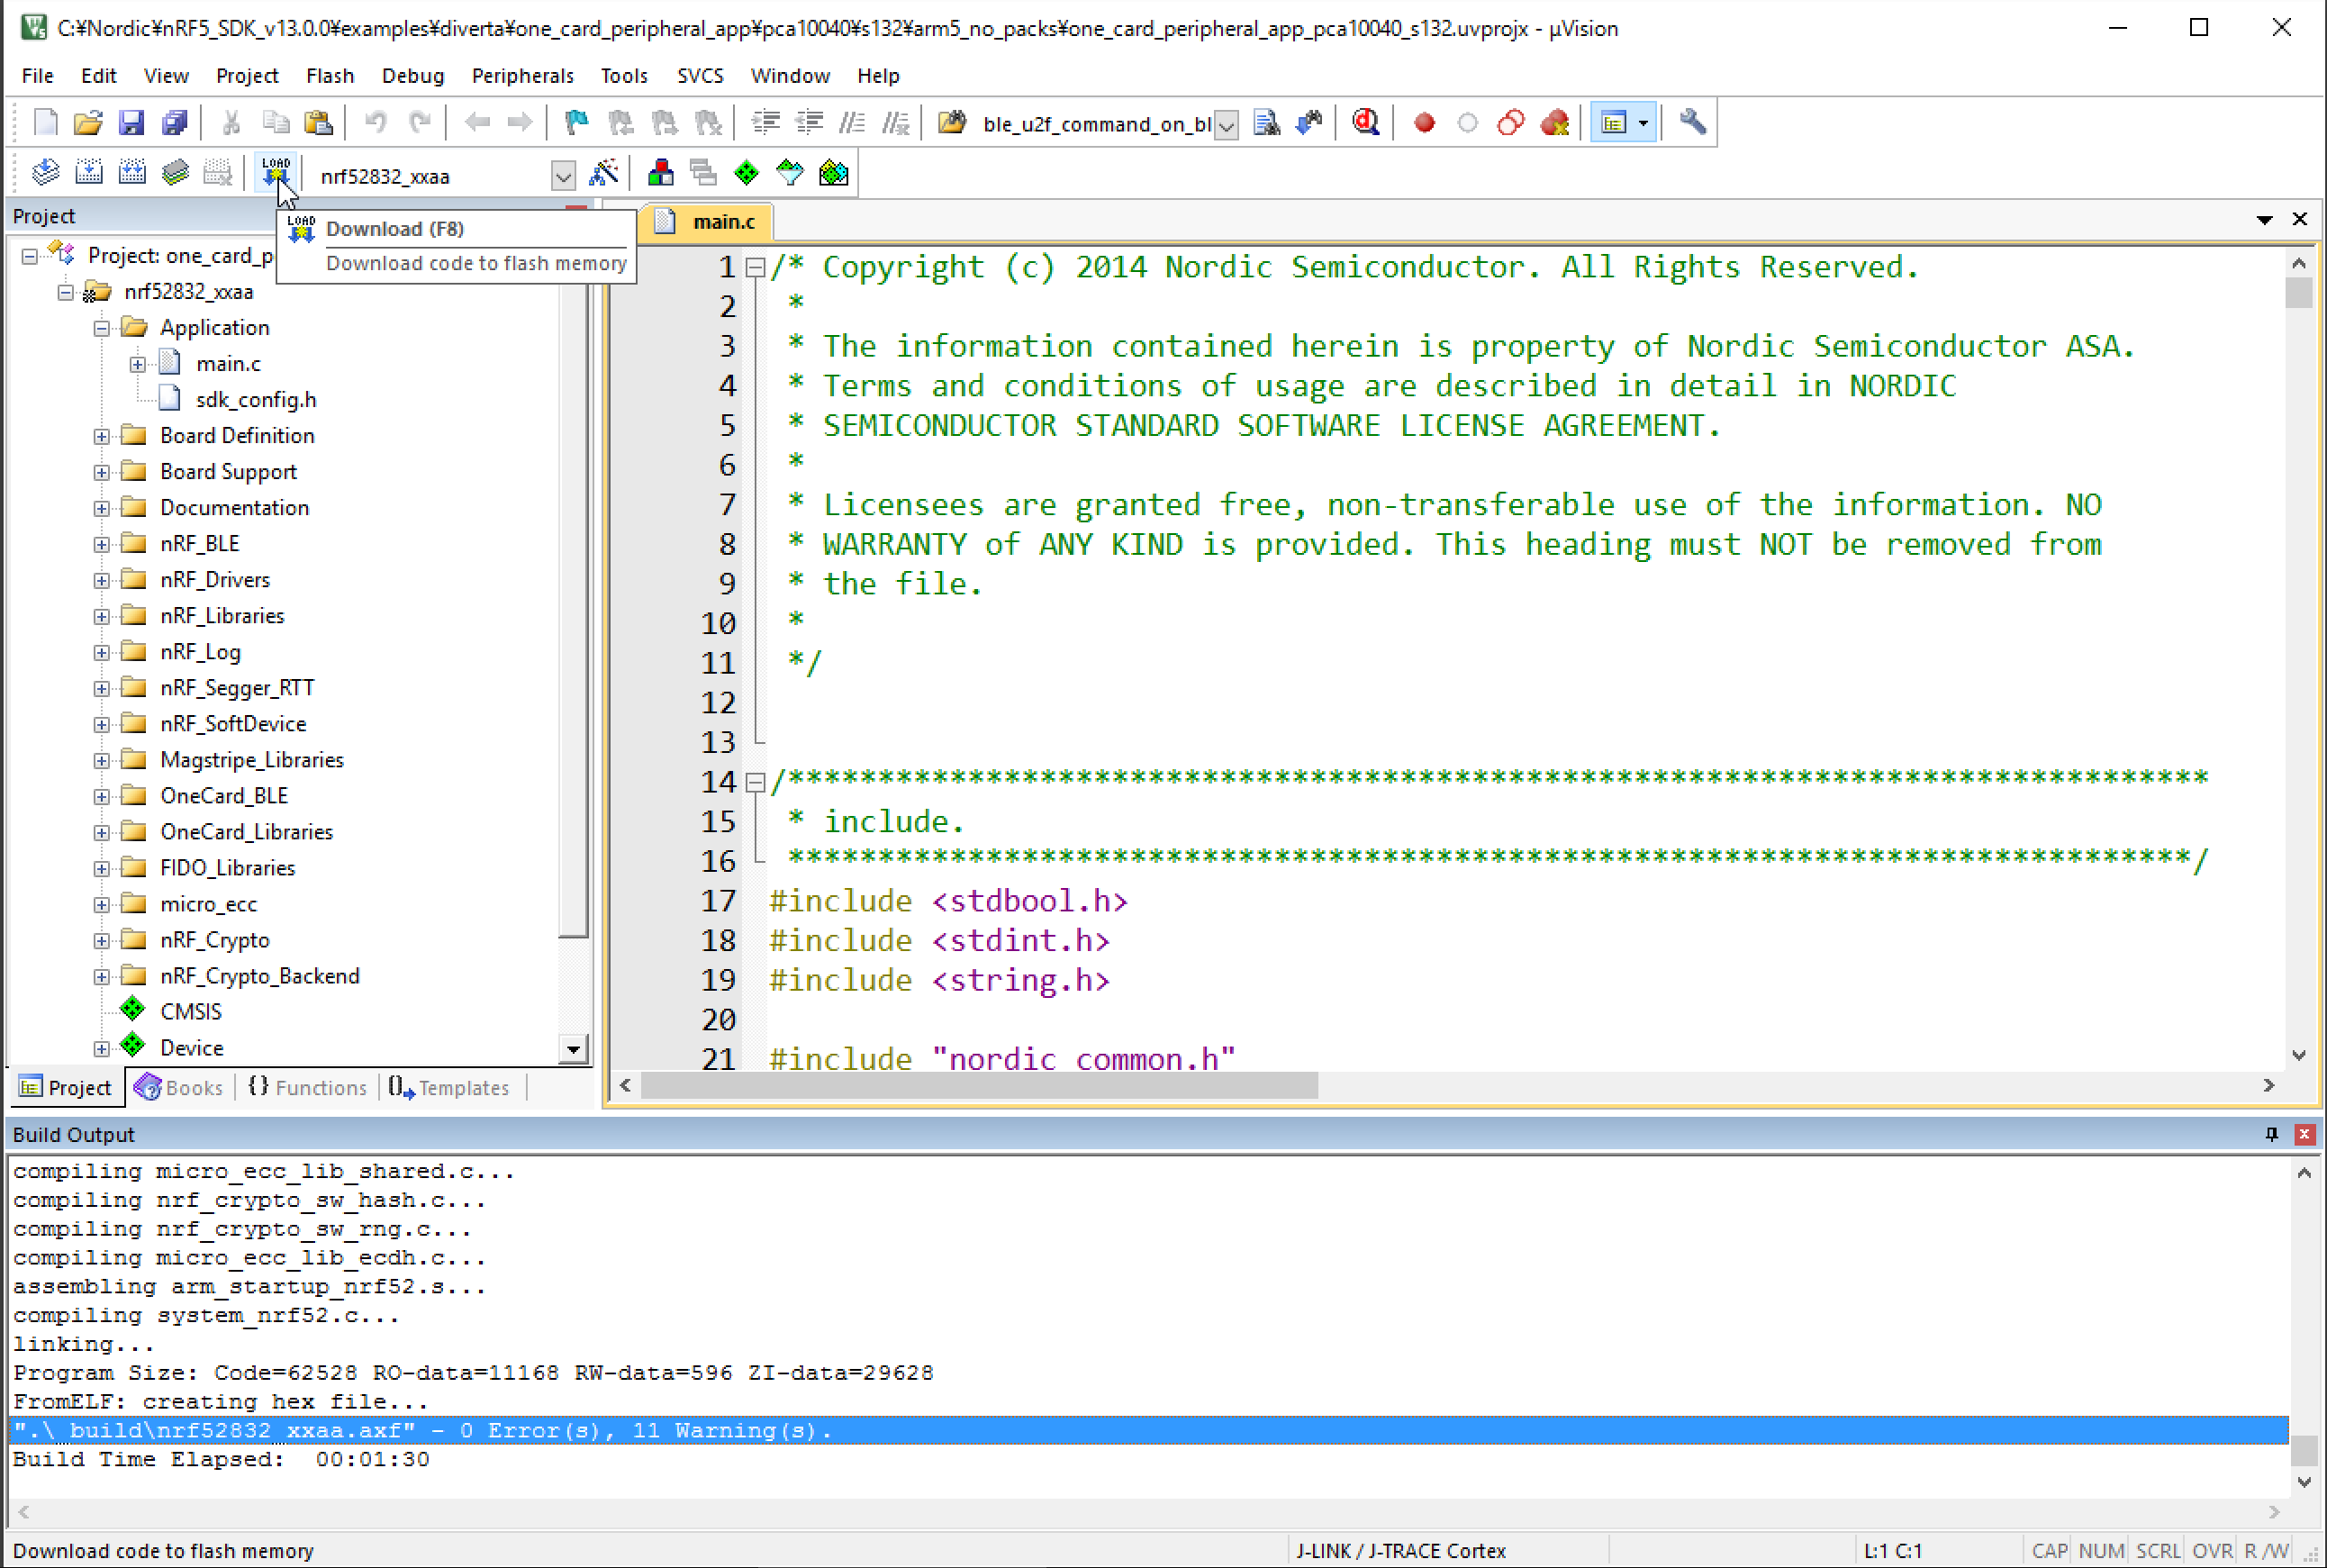 C:¥Nordic¥nRF5_SDK_v13.0.0¥examples¥diverta¥one_card_peripheral_app¥pca10040¥s132¥arm5_no_packs¥one_card_peripheral_app_pca10040_s132.uvprojx - µVision
File Edit View Project Flash Debug Peripherals Tools SVCS Window Help
ble_u2f_command_on_bl
LOAD nrf52832_xxaa
Project
LOAD Download (F8)
Download code to flash memory
Project: one_card_p
nrf52832_xxaa
Application
main.c
sdk_config.h
Board Definition
Board Support
Documentation
nRF_BLE
nRF_Drivers
nRF_Libraries
nRF_Log
nRF_Segger_RTT
nRF_SoftDevice
Magstripe_Libraries
OneCard_BLE
OneCard_Libraries
FIDO_Libraries
micro_ecc
nRF_Crypto
nRF_Crypto_Backend
CMSIS
Device
Project Books {} Functions Templates
main.c
1 /* Copyright (c) 2014 Nordic Semiconductor. All Rights Reserved.
2 *
3 * The information contained herein is property of Nordic Semiconductor ASA.
4 * Terms and conditions of usage are described in detail in NORDIC
5 * SEMICONDUCTOR STANDARD SOFTWARE LICENSE AGREEMENT.
6 *
7 * Licensees are granted free, non-transferable use of the information. NO
8 * WARRANTY of ANY KIND is provided. This heading must NOT be removed from
9 * the file.
10 *
11 */
12
13
14 /*******************************************************************************
15 * include.
16 ******************************************************************************/
17 #include <stdbool.h>
18 #include <stdint.h>
19 #include <string.h>
20
21 #include "nordic_common.h"
Build Output
compiling micro_ecc_lib_shared.c...
compiling nrf_crypto_sw_hash.c...
compiling nrf_crypto_sw_rng.c...
compiling micro_ecc_lib_ecdh.c...
assembling arm_startup_nrf52.s...
compiling system_nrf52.c...
linking...
Program Size: Code=62528 RO-data=11168 RW-data=596 ZI-data=29628
FromELF: creating hex file...
".\_build\nrf52832_xxaa.axf" - 0 Error(s), 11 Warning(s).
Build Time Elapsed:  00:01:30
Download code to flash memory J-LINK / J-TRACE Cortex L:1 C:1 CAP NUM SCRL OVR R/W